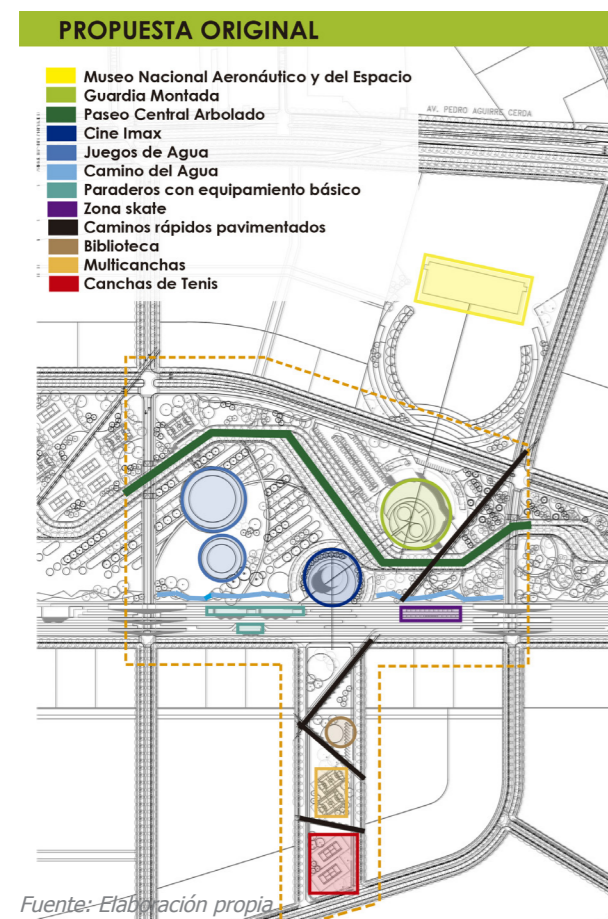 PROPUESTA ORIGINAL
Museo Nacional Aeronáutico y del Espacio
Guardia Montada
Paseo Central Arbolado
Cine Imax
Juegos de Agua
Camino del Agua
Paraderos con equipamiento básico
Zona skate
Caminos rápidos pavimentados
Biblioteca
Multicanchas
Canchas de Tenis
AV. PEDRO AGUIRRE CERDA
Fuente: Elaboración propia